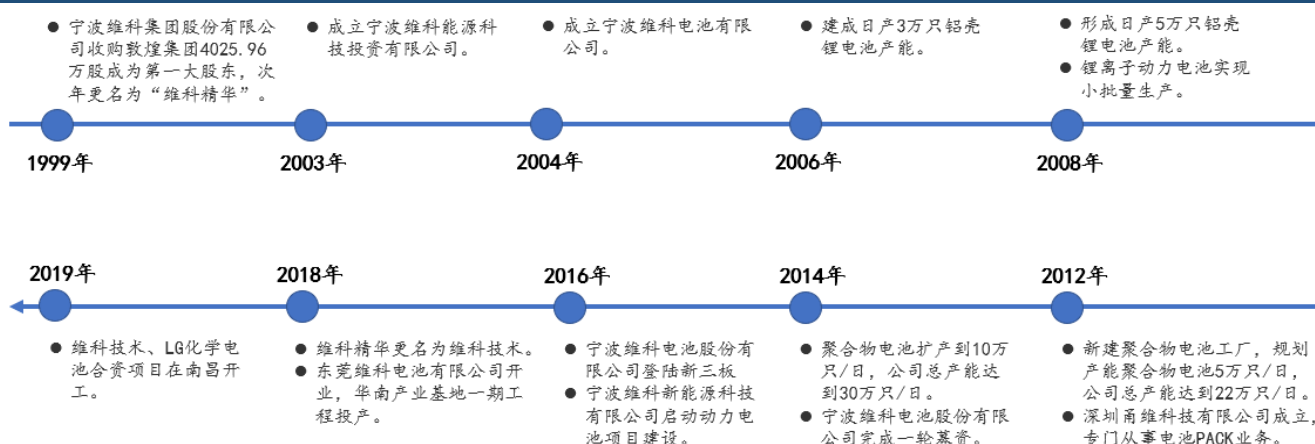 ● 宁波维科集团股份有限公
司收购敦煌集团4025.96
万股成为第一大股东，次
年更名为“维科精华”。
● 成立宁波维科能源科
技投资有限公司。
● 成立宁波维科电池有限
公司。
● 建成日产3万只铝壳
锂电池产能。
● 形成日产5万只铝壳
锂电池产能。
● 锂离子动力电池实现
小批量生产。
1999年
2003年
2004年
2006年
2008年
2019年
2018年
2016年
2014年
2012年
● 维科技术、LG化学电
池合资项目在南昌开
工。
● 维科精华更名为维科技术。
● 东莞维科电池有限公司开
业，华南产业基地一期工
程投产。
● 宁波维科电池股份有
限公司登陆新三板
● 宁波维科新能源科技
有限公司启动动力电
池项目建设。
● 聚合物电池扩产到10万
只/日，公司总产能达
到30万只/日。
● 宁波维科电池股份有限
公司完成一轮募资。
● 新建聚合物电池工厂，规划
产能聚合物电池5万只/日，
公司总产能达到22万只/日。
● 深圳甬维科技有限公司成立，
专门从事电池PACK业务。